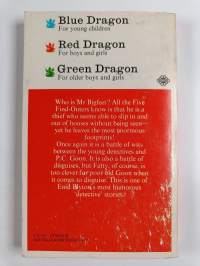 Blue Dragon
For young children
Red Dragon
For boys and girls
Green Dragon
For older boys and girls
Who is Mr Bigfeet? All the Five
Find-Outers know is that he is a
thief who seems able to slip in and
out of houses without being seen—
yet he leaves the most enormous
footprints!
Once again it is a battle of wits
between the young detectives and
P.C. Goon. It is also a battle of
disguises, but Fatty, of course, is
too clever for poor old Goon when
it comes to disguise. This is one of
Enid Blyton's most humorous
'detective' stories.